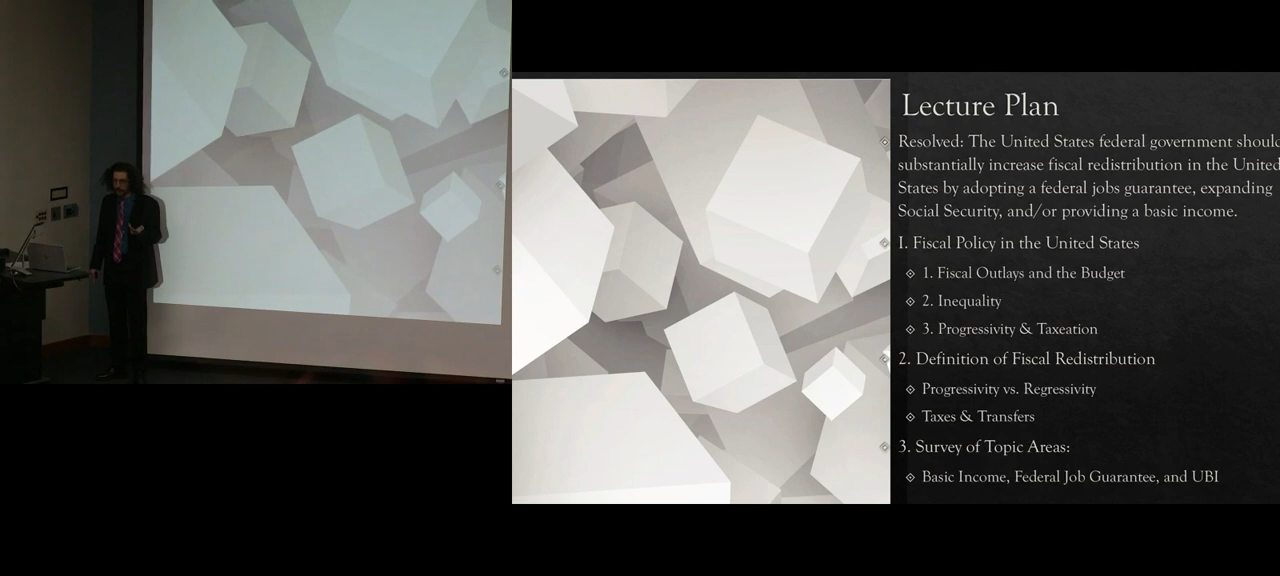 Lecture Plan
Resolved: The United States federal government should
substantially increase fiscal redistribution in the United
States by adopting a federal jobs guarantee, expanding
Social Security, and/or providing a basic income.
I. Fiscal Policy in the United States
1. Fiscal Outlays and the Budget
2. Inequality
3. Progressivity & Taxeation
2. Definition of Fiscal Redistribution
Progressivity vs. Regressivity
Taxes & Transfers
3. Survey of Topic Areas:
Basic Income, Federal Job Guarantee, and UBI